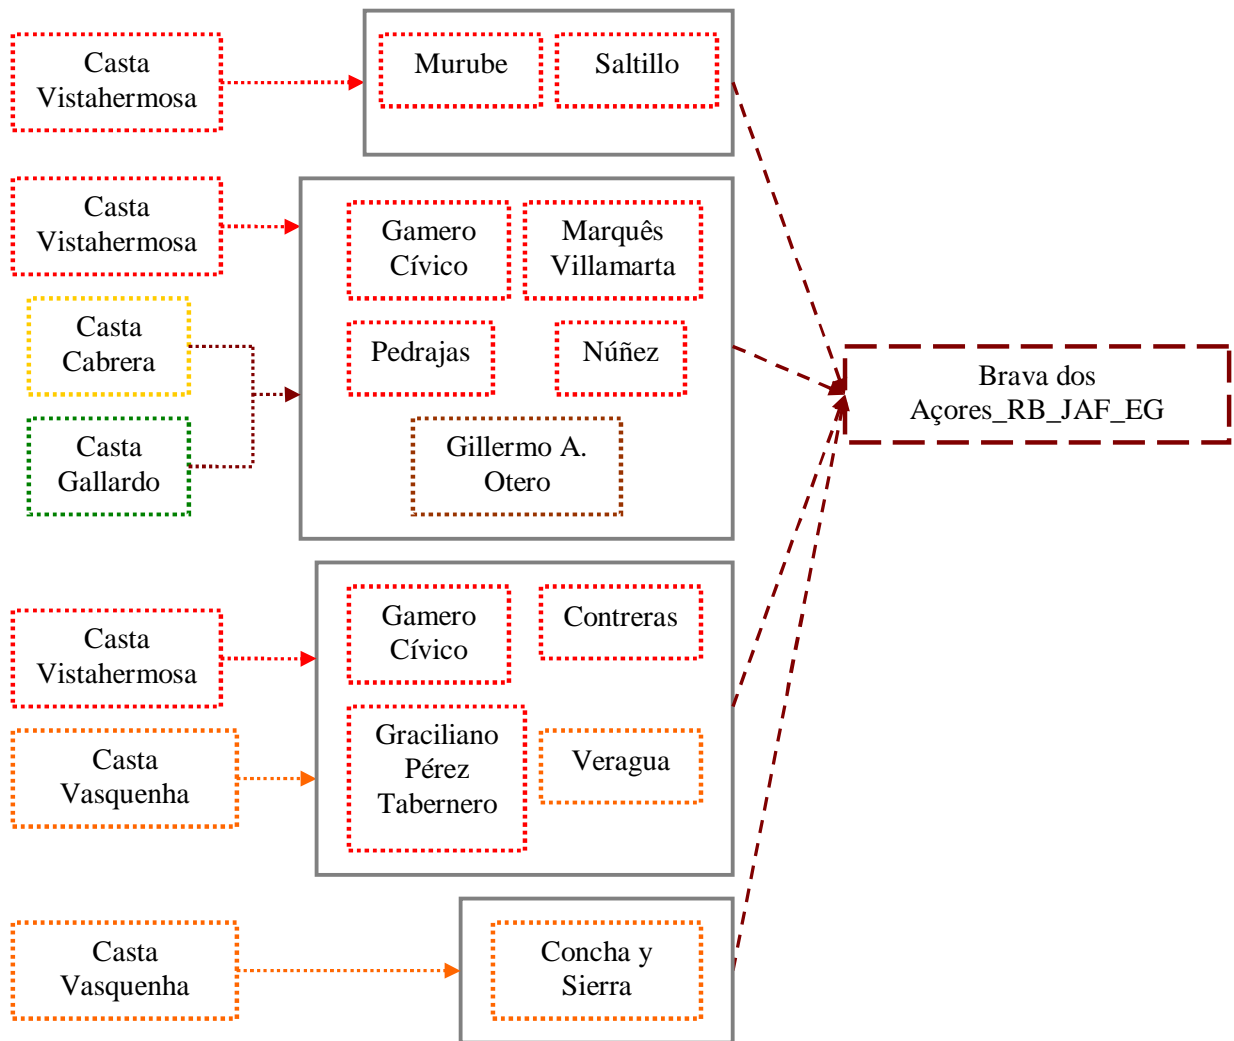 Casta
Vistahermosa
Murube
Saltillo
Casta
Vistahermosa
Gamero
Cívico
Marquês
Villamarta
Casta
Cabrera
Pedrajas
Núñez
Brava dos
Açores_RB_JAF_EG
Casta
Gallardo
Gillermo A.
Otero
Casta
Vistahermosa
Gamero
Cívico
Contreras
Casta
Vasquenha
Graciliano
Pérez
Tabernero
Veragua
Casta
Vasquenha
Concha y
Sierra